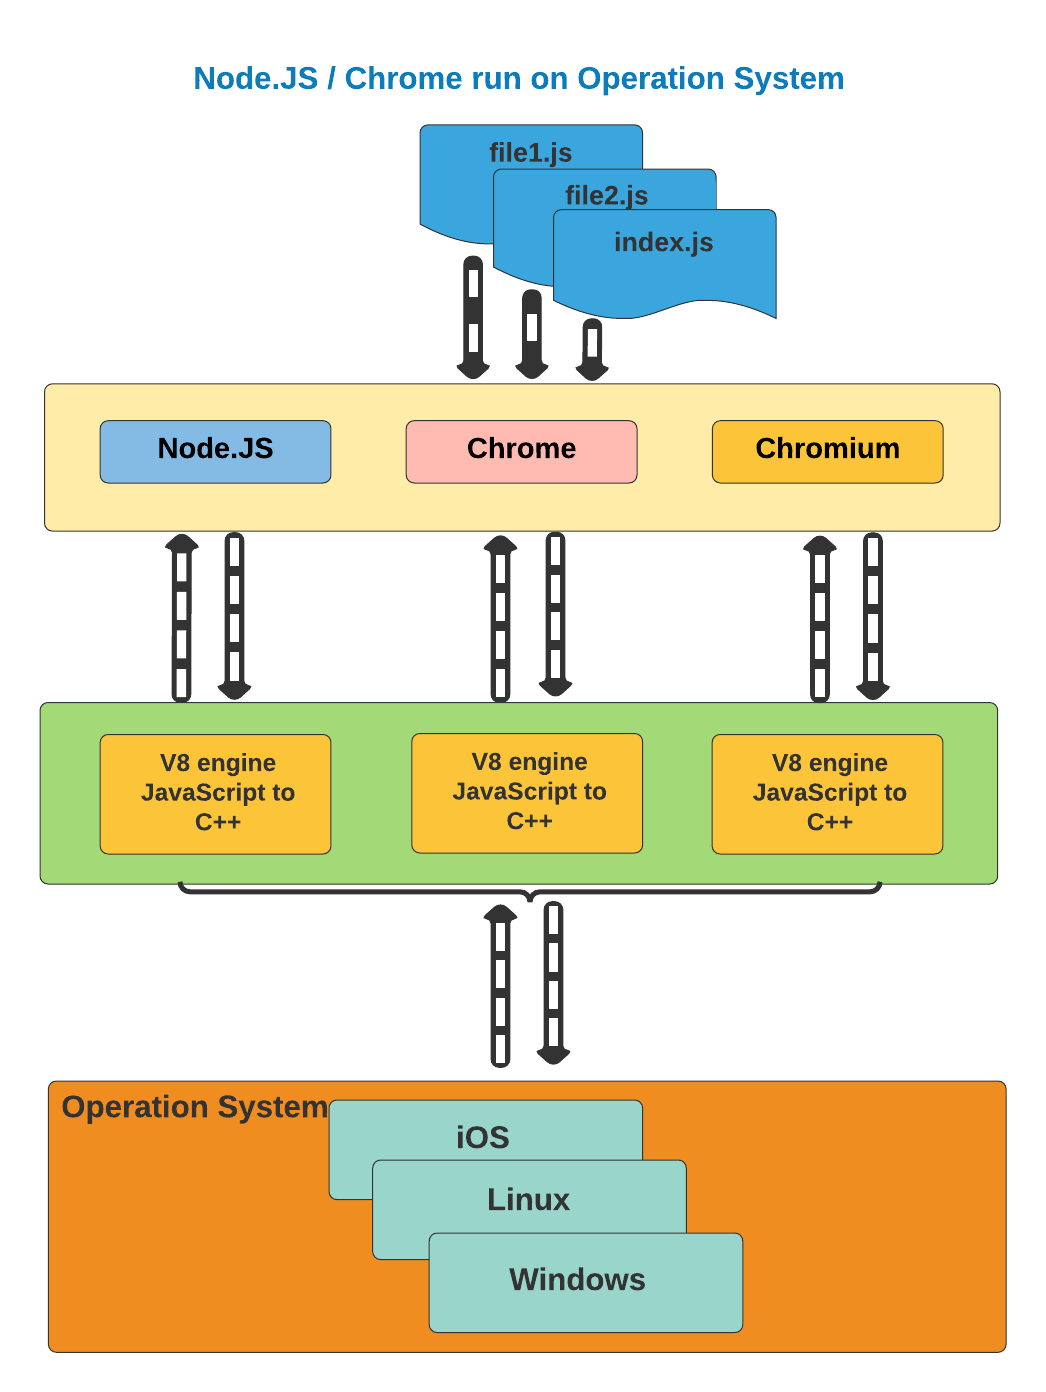 Node.JS / Chrome run on Operation System
file1.js
file2.js
index.js
Node.JS
Chrome
Chromium
V8 engine
JavaScript to
C++
V8 engine
JavaScript to
C++
V8 engine
JavaScript to
C++
Operation System
iOS
Linux
Windows